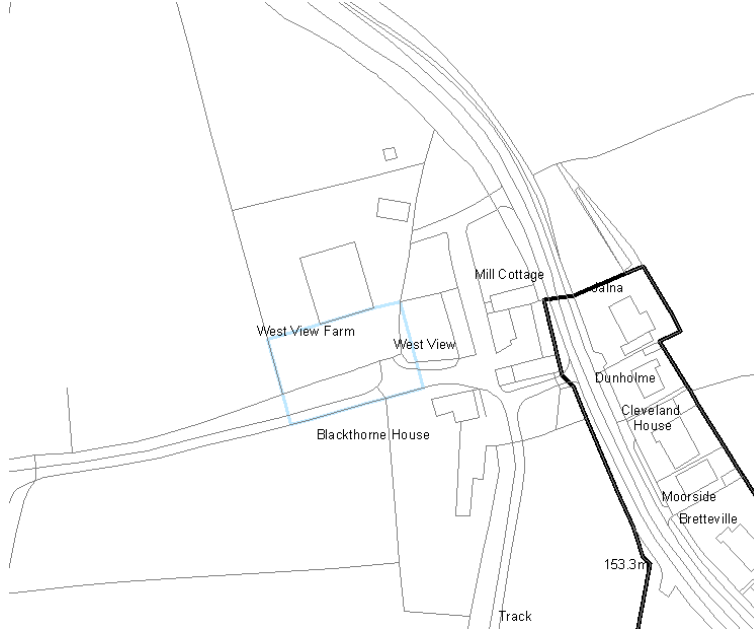 Mill Cottage
Jalna
West View Farm
West View
Dunholme
Cleveland
House
Blackthorne House
Moorside
Bretteville
153.3m
Track